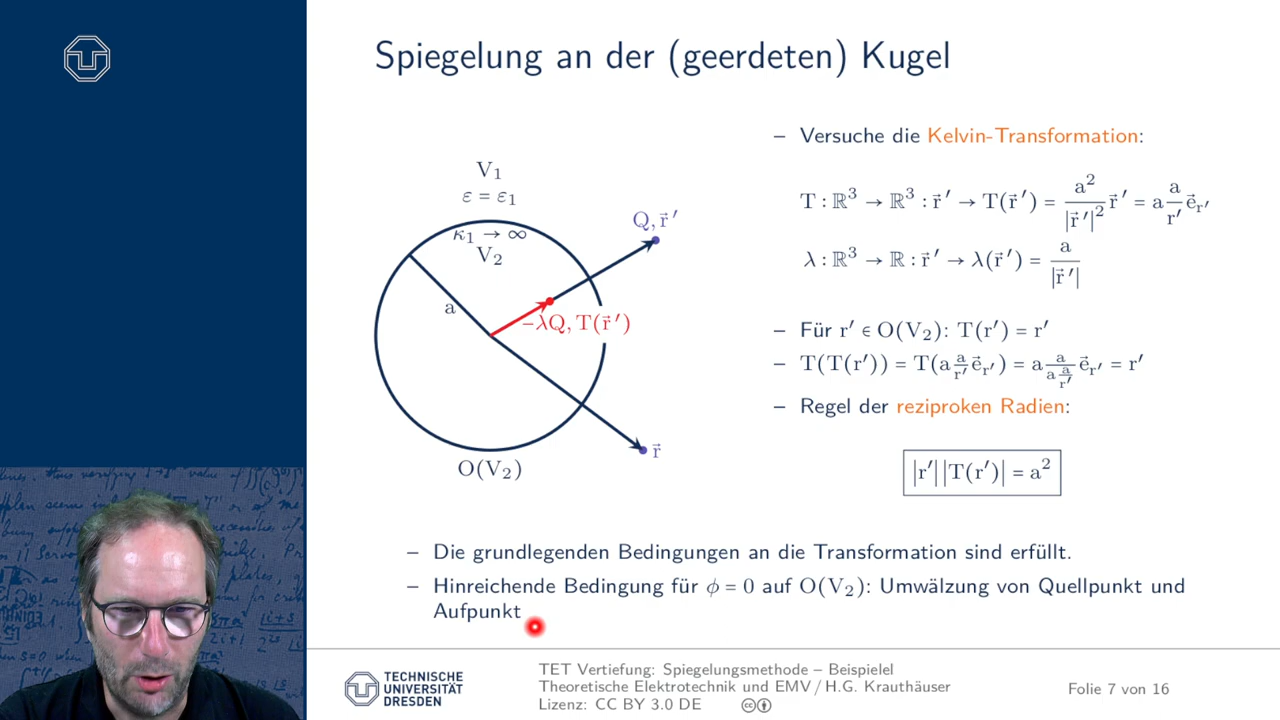 Spiegelung an der (geerdeten) Kugel
V₁
ε = ε₁
κ₁ → ∞
V₂
a
Q, r⃗ ′
−λQ, T(r⃗ ′)
r⃗
O(V₂)
– Versuche die Kelvin-Transformation:
T : ℝ³ → ℝ³ : r⃗ ′ → T(r⃗ ′) = a²/|r⃗ ′|² r⃗ ′ = a a/r′ e⃗r′
λ : ℝ³ → ℝ : r⃗ ′ → λ(r⃗ ′) = a/|r⃗ ′|
– Für r′ ∈ O(V₂): T(r′) = r′
– T(T(r′)) = T(a a/r′ e⃗r′) = a a/(a a/r′) e⃗r′ = r′
– Regel der reziproken Radien:
|r′||T(r′)| = a²
– Die grundlegenden Bedingungen an die Transformation sind erfüllt.
– Hinreichende Bedingung für ϕ = 0 auf O(V₂): Umwälzung von Quellpunkt und
Aufpunkt
TECHNISCHE
UNIVERSITÄT
DRESDEN
TET Vertiefung: Spiegelungsmethode – Beispielel
Theoretische Elektrotechnik und EMV / H.G. Krauthäuser
Lizenz: CC BY 3.0 DE
Folie 7 von 16